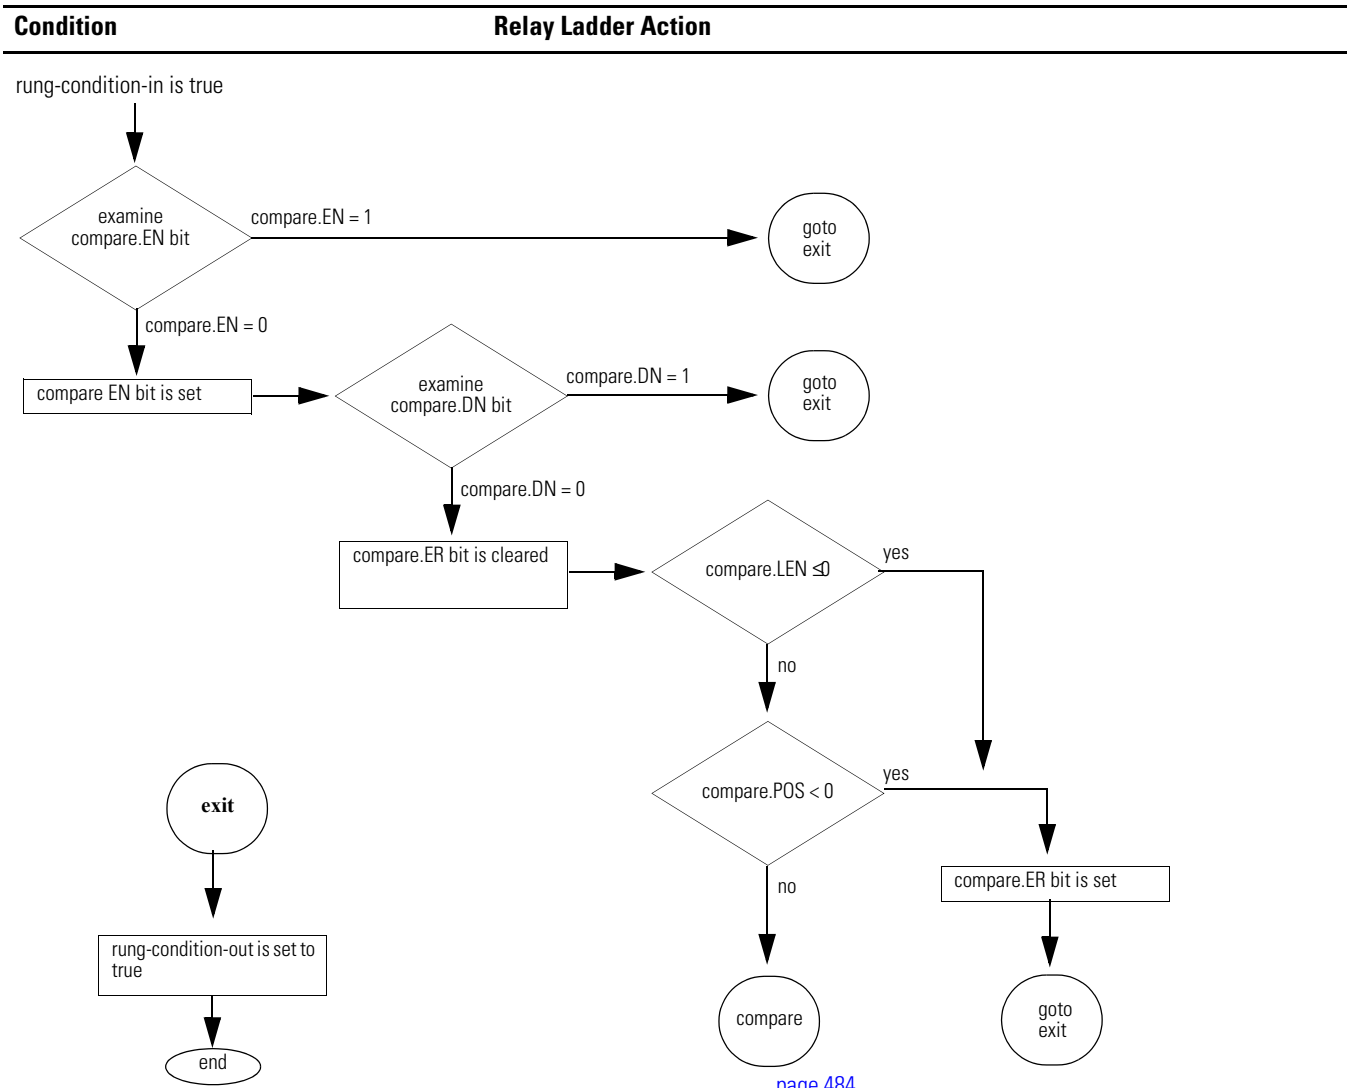 Condition
Relay Ladder Action
rung-condition-in is true
examine
compare.EN bit
compare.EN = 1
goto
exit
compare.EN = 0
compare EN bit is set
examine
compare.DN bit
compare.DN = 1
goto
exit
compare.DN = 0
compare.ER bit is cleared
compare.LEN ≤0
yes
no
compare.POS < 0
yes
exit
no
compare.ER bit is set
rung-condition-out is set to
true
compare
goto
exit
end
page 484